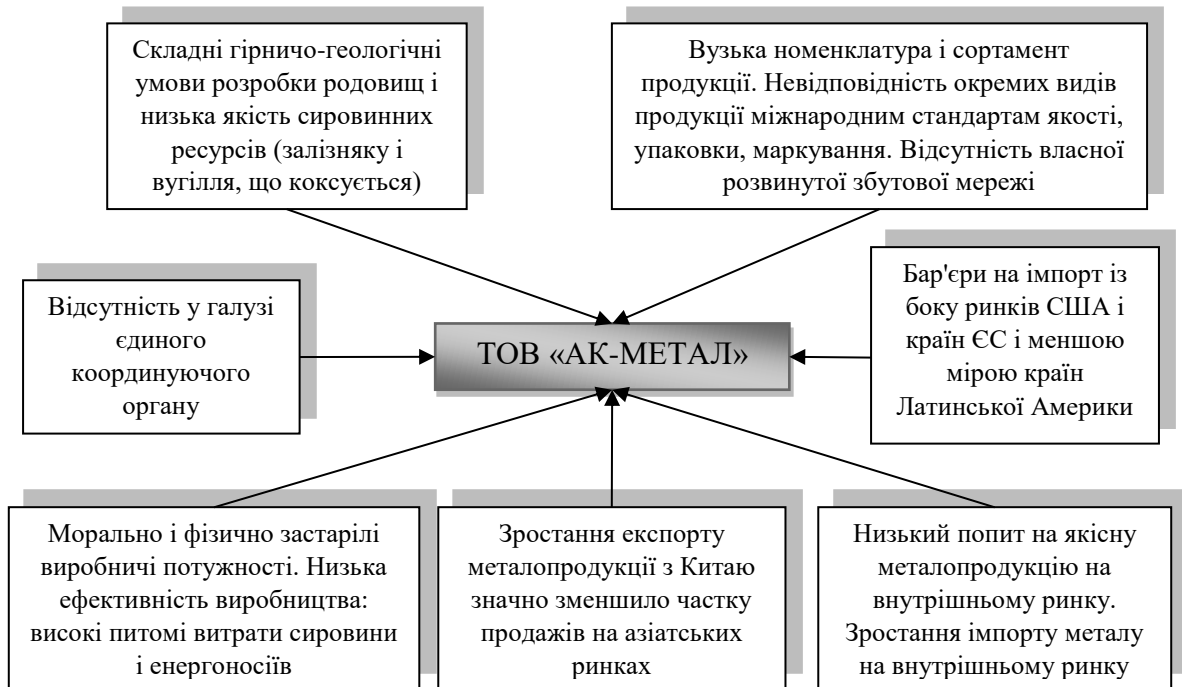 Складні гірничо-геологічні
умови розробки родовищ і
низька якість сировинних
ресурсів (залізняку і
вугілля, що коксується)
Вузька номенклатура і сортамент
продукції. Невідповідність окремих видів
продукції міжнародним стандартам якості,
упаковки, маркування. Відсутність власної
розвинутої збутової мережі
Відсутність у галузі
єдиного
координуючого
органу
ТОВ «АК-МЕТАЛ»
Бар'єри на імпорт із
боку ринків США і
країн ЄС і меншою
мірою країн
Латинської Америки
Морально і фізично застарілі
виробничі потужності. Низька
ефективність виробництва:
високі питомі витрати сировини
і енергоносіїв
Зростання експорту
металопродукції з Китаю
значно зменшило частку
продажів на азіатських
ринках
Низький попит на якісну
металопродукцію на
внутрішньому ринку.
Зростання імпорту металу
на внутрішньому ринку